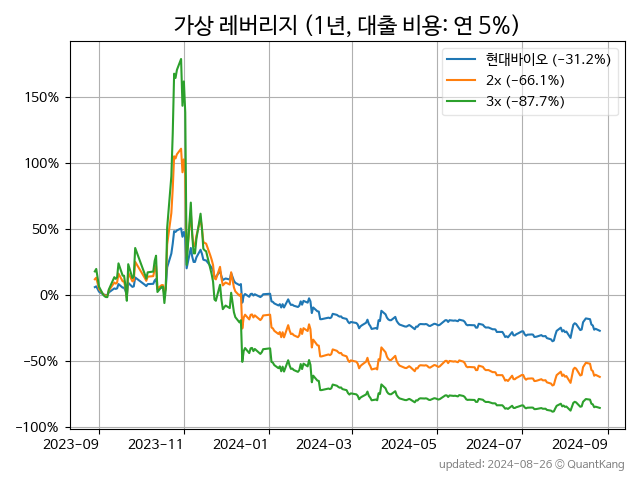 가상 레버리지 (1년, 대출 비용: 연 5%)
현대바이오 (-31.2%)
2x (-66.1%)
3x (-87.7%)
150%
100%
50%
0%
-50%
-100%
2023-09 2023-11 2024-01 2024-03 2024-05 2024-07 2024-09
updated: 2024-08-26 © QuantKang